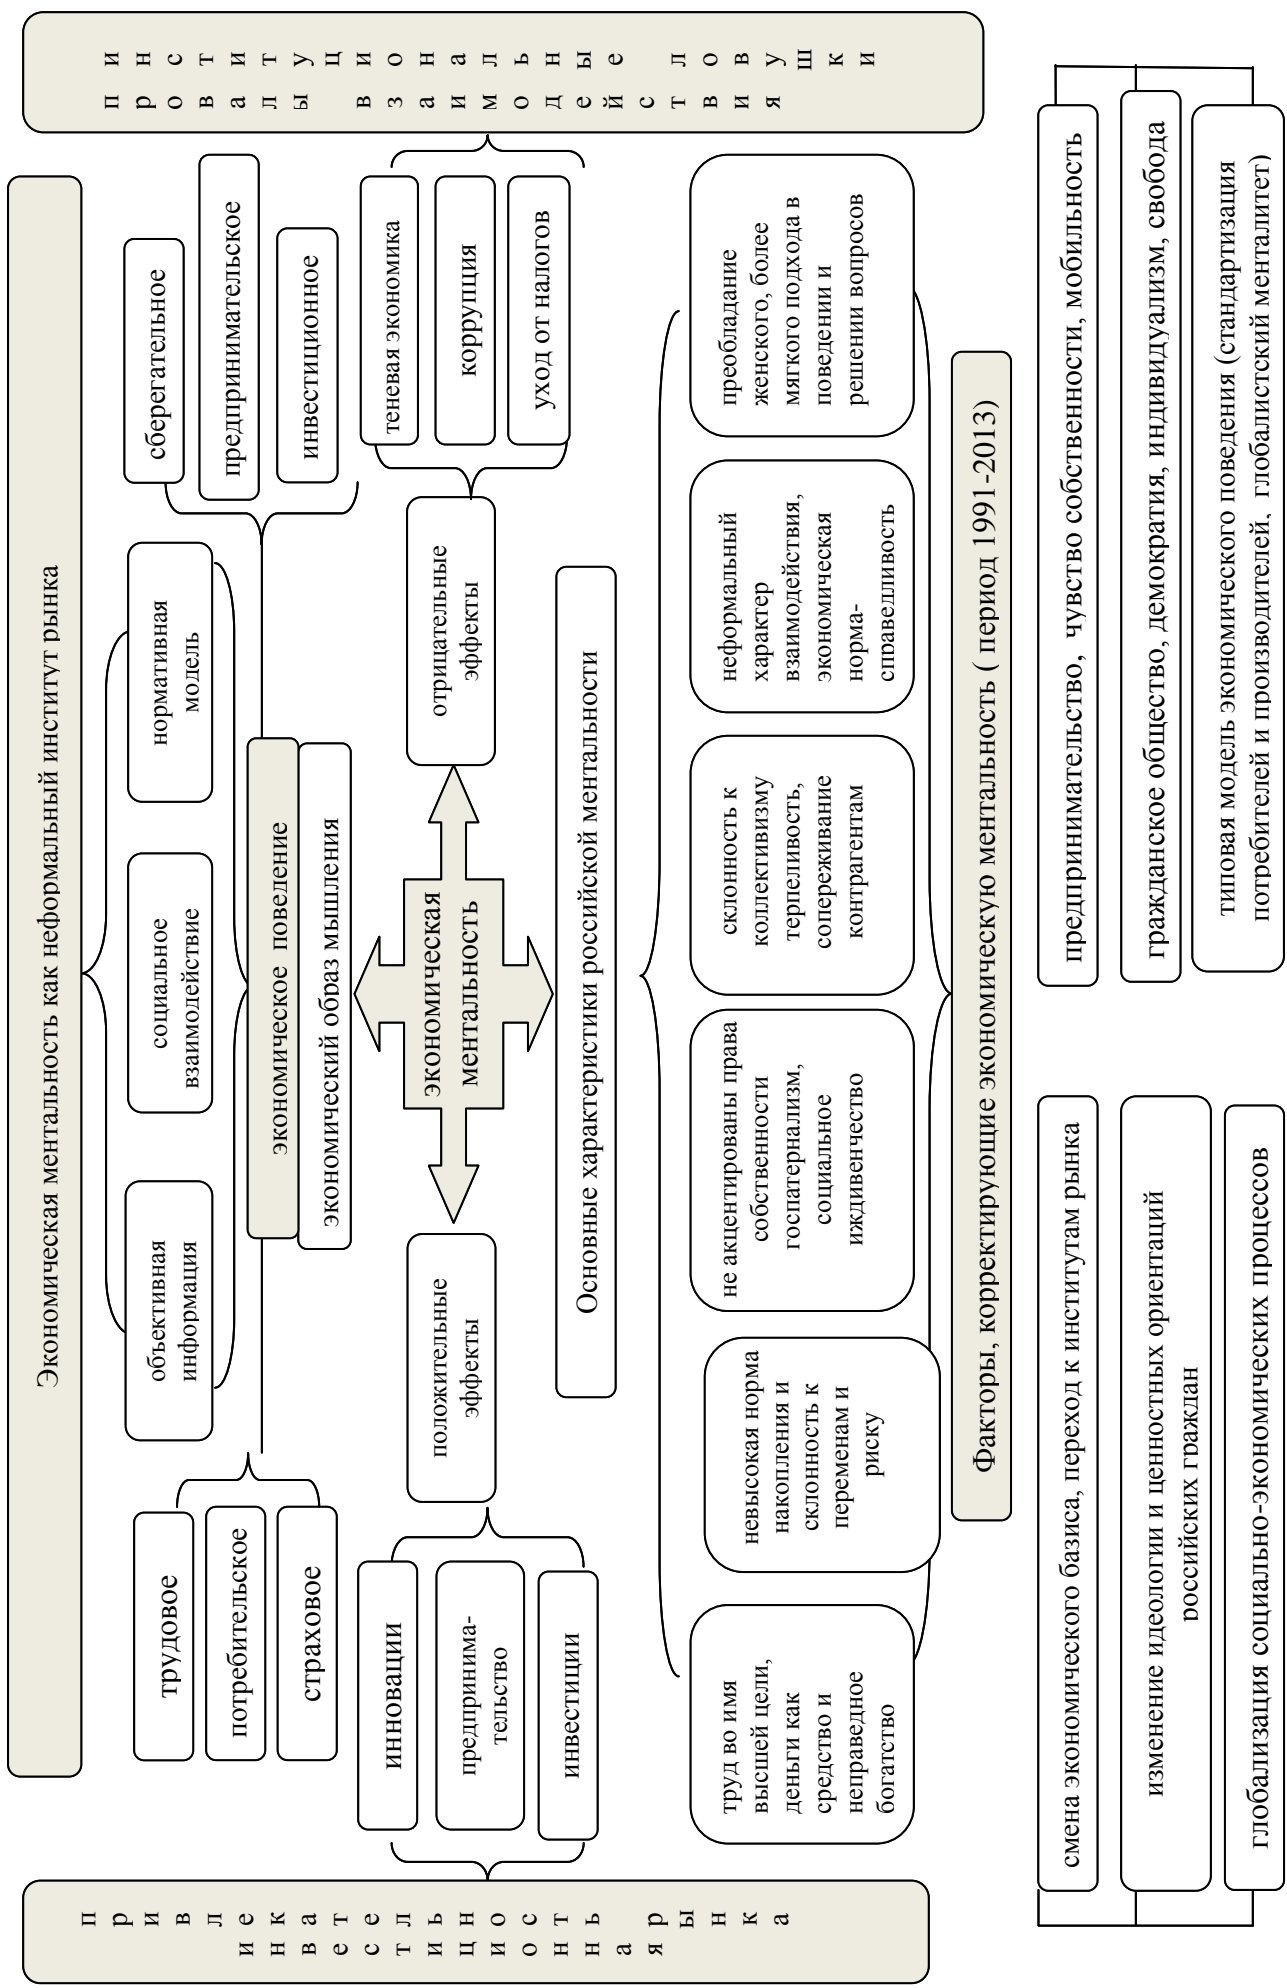 Экономическая ментальность как неформальный институт рынка
п
р
и
в
л
и е
н к
в а
е т
с е
т л
и ь
ц н
и о
о с
н т
н ь
а
я р
ы
н
к
а
трудовое
потребительское
страховое
объективная
информация
социальное
взаимодействие
нормативная
модель
сберегательное
предпринимательское
инвестиционное
экономическое поведение
экономический образ мышления
инновации
предпринима-
тельство
инвестиции
положительные
эффекты
экономическая
ментальность
отрицательные
эффекты
теневая экономика
коррупция
уход от налогов
п и
р н
о с
в т
а и
л т
ы у
ц
в и
з о
а н
и а
м л
о ь
д н
е ы
й е
с
т л
в о
и в
я у
ш
к
и
Основные характеристики российской ментальности
труд во имя
высшей цели,
деньги как
средство и
неправедное
богатство
невысокая норма
накопления и
склонность к
переменам и
риску
не акцентированы права
собственности
госпатернализм,
социальное
иждивенчество
склонность к
коллективизму
терпеливость,
сопереживание
контрагентам
неформальный
характер
взаимодействия,
экономическая
норма-
справедливость
преобладание
женского, более
мягкого подхода в
поведении и
решении вопросов
Факторы, корректирующие экономическую ментальность ( период 1991-2013)
смена экономического базиса, переход к институтам рынка
изменение идеологии и ценностных ориентаций
российских граждан
глобализация социально-экономических процессов
предпринимательство, чувство собственности, мобильность
гражданское общество, демократия, индивидуализм, свобода
типовая модель экономического поведения (стандартизация
потребителей и производителей, глобалистский менталитет)